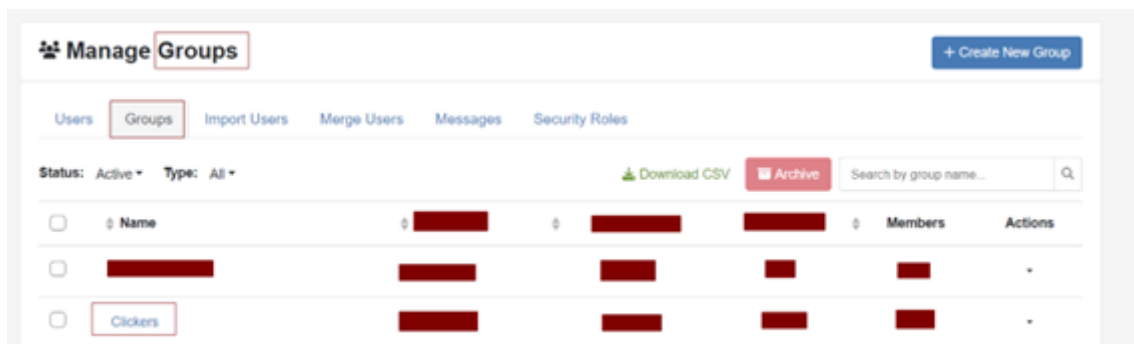 Manage Groups
+ Create New Group
Users Groups Import Users Merge Users Messages Security Roles
Status: Active Type: All Download CSV Archive Search by group name...
Name Members Actions
Clickers